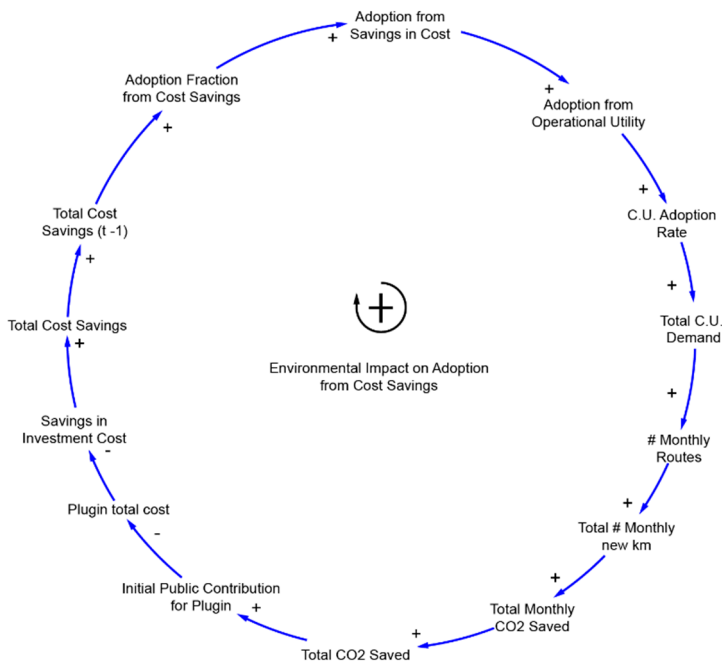 Adoption from
Savings in Cost
+
Adoption from
Operational Utility
+
C.U. Adoption
Rate
+
Total C.U.
Demand
+
# Monthly
Routes
+
Total # Monthly
new km
+
Total Monthly
CO2 Saved
+
Total CO2 Saved
+
Initial Public Contribution
for Plugin
+
Plugin total cost
-
Savings in
Investment Cost
-
Total Cost Savings
+
Total Cost
Savings (t -1)
+
Adoption Fraction
from Cost Savings
+
+
Environmental Impact on Adoption
from Cost Savings